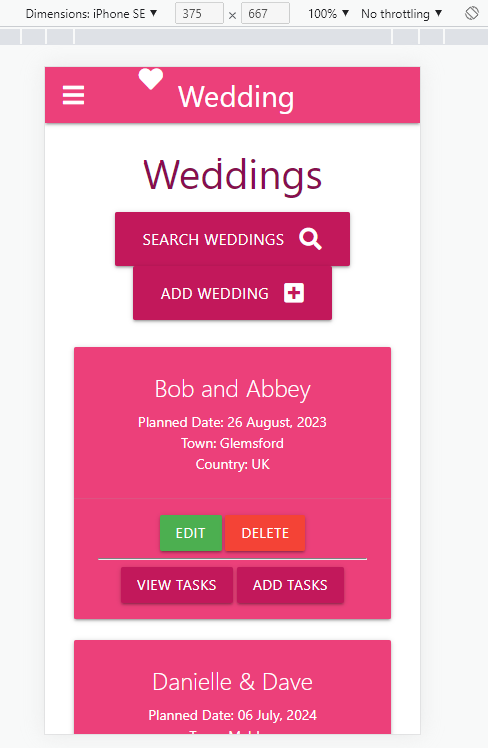 Dimensions: iPhone SE 375 × 667 100% No throttling
Wedding
Weddings
SEARCH WEDDINGS
ADD WEDDING
Bob and Abbey
Planned Date: 26 August, 2023
Town: Glemsford
Country: UK
EDIT DELETE
VIEW TASKS ADD TASKS
Danielle & Dave
Planned Date: 06 July, 2024